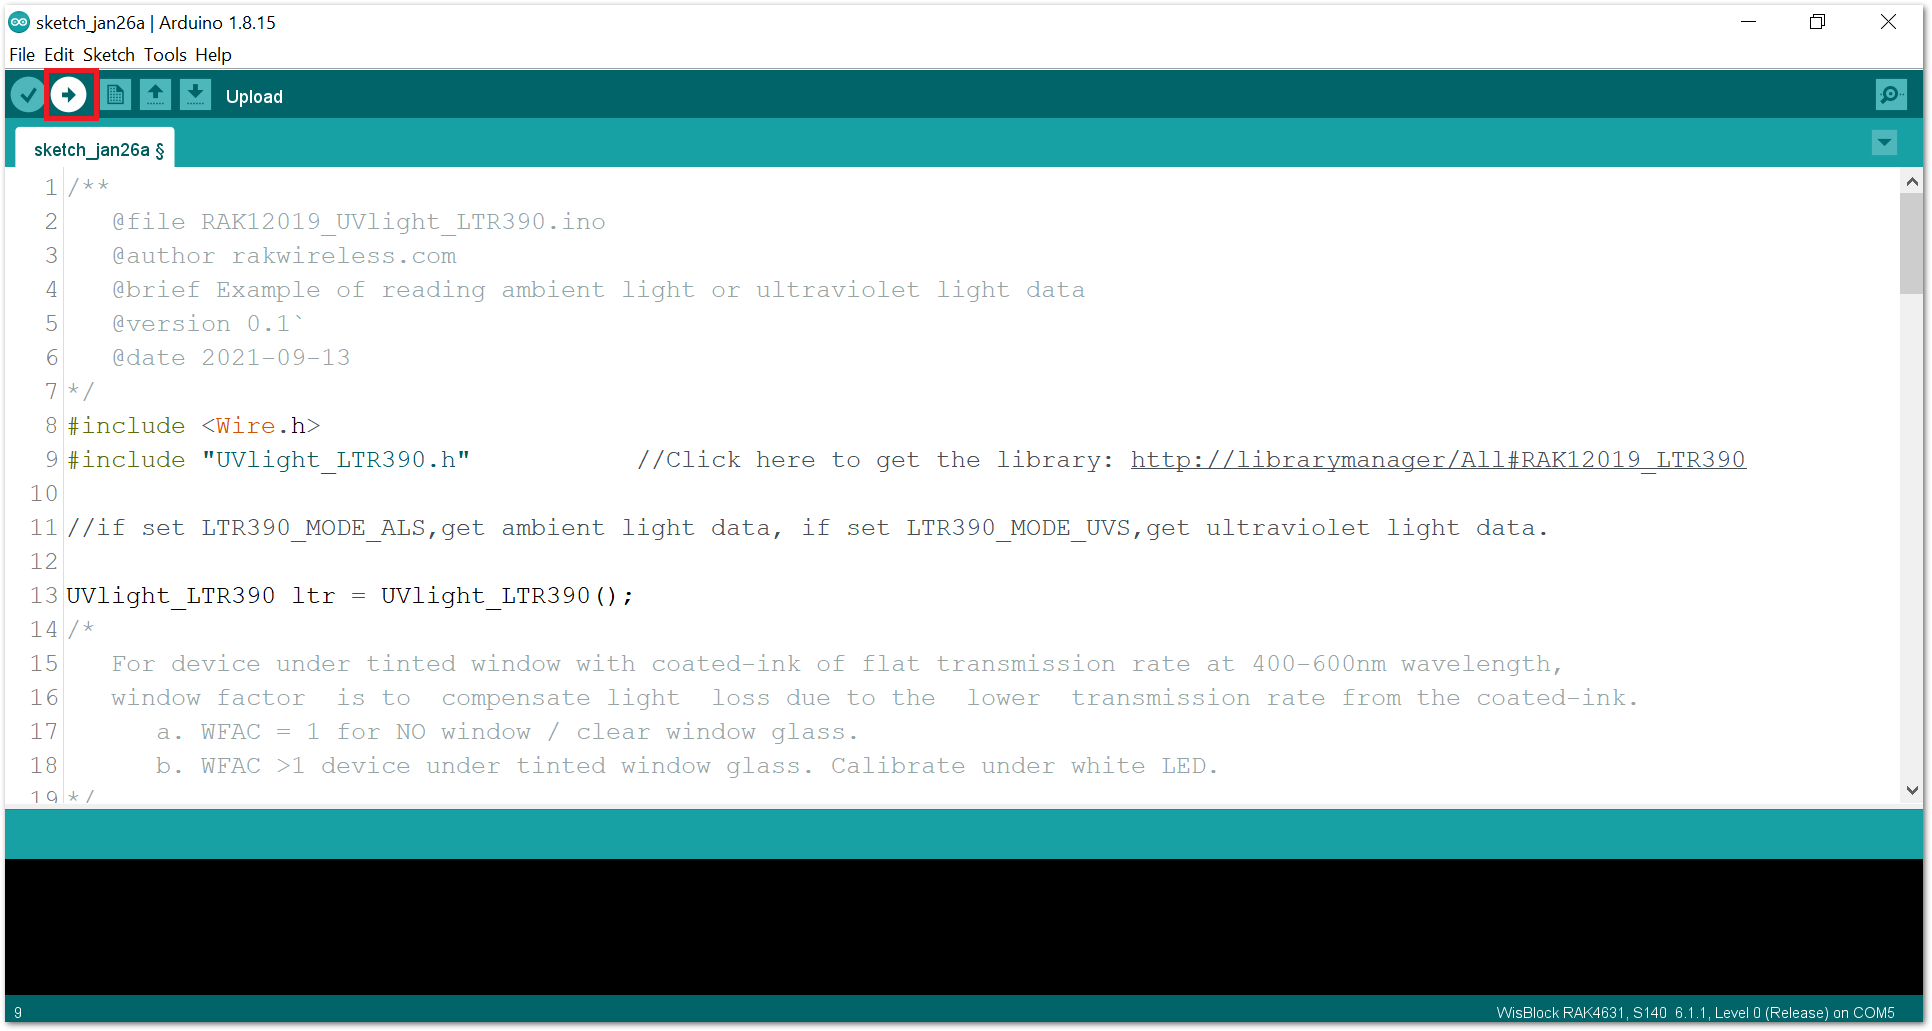 sketch_jan26a | Arduino 1.8.15
File Edit Sketch Tools Help
Upload
sketch_jan26a §
1 /**
2 @file RAK12019_UVlight_LTR390.ino
3 @author rakwireless.com
4 @brief Example of reading ambient light or ultraviolet light data
5 @version 0.1`
6 @date 2021-09-13
7 */
8 #include <Wire.h>
9 #include "UVlight_LTR390.h" //Click here to get the library: http://librarymanager/All#RAK12019_LTR390
10
11 //if set LTR390_MODE_ALS,get ambient light data, if set LTR390_MODE_UVS,get ultraviolet light data.
12
13 UVlight_LTR390 ltr = UVlight_LTR390();
14 /*
15 For device under tinted window with coated-ink of flat transmission rate at 400-600nm wavelength,
16 window factor  is to  compensate light  loss due to the  lower  transmission rate from the coated-ink.
17 a. WFAC = 1 for NO window / clear window glass.
18 b. WFAC >1 device under tinted window glass. Calibrate under white LED.
19 */
9
WisBlock RAK4631, S140  6.1.1, Level 0 (Release) on COM5